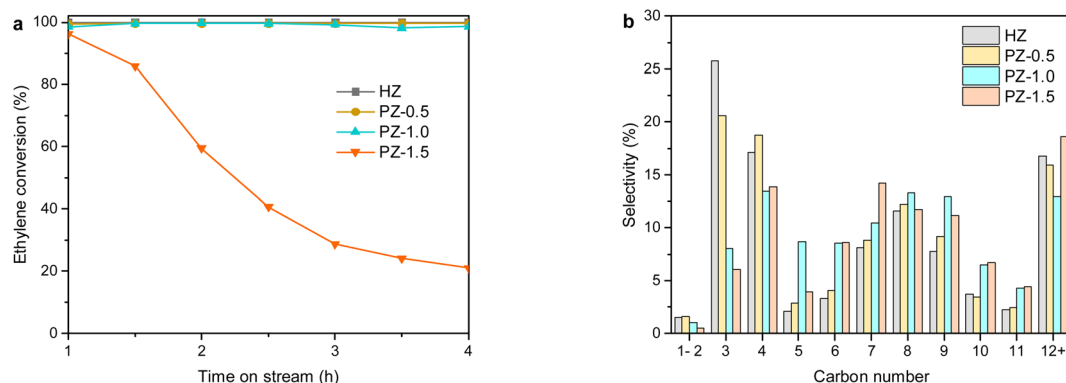 a
Ethylene conversion (%)
100
80
60
40
20
0
HZ
PZ-0.5
PZ-1.0
PZ-1.5
1
2
3
4
Time on stream (h)
b
Selectivity (%)
30
25
20
15
10
5
0
HZ
PZ-0.5
PZ-1.0
PZ-1.5
1- 2
3
4
5
6
7
8
9
10
11
12+
Carbon number